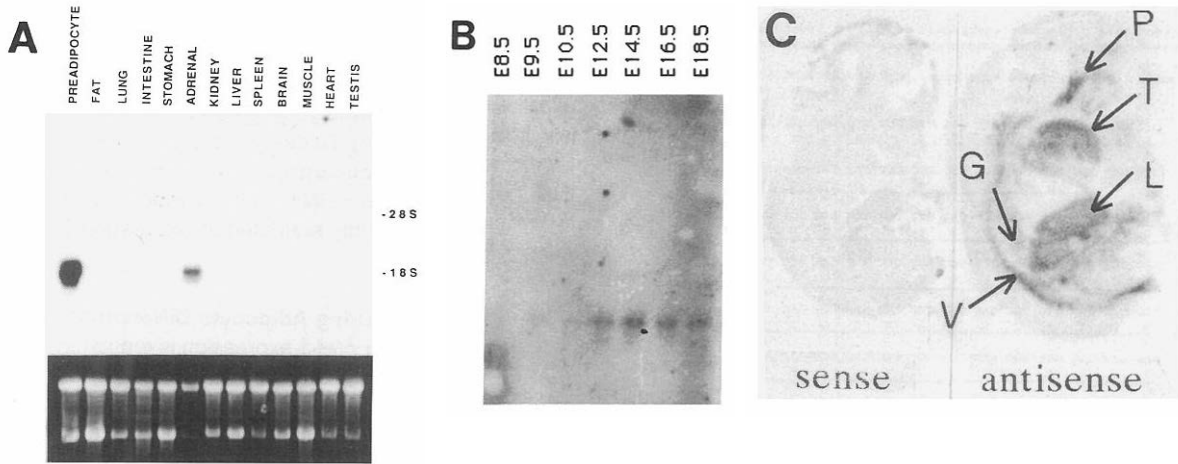 A
PREADIPOCYTE
FAT
LUNG
INTESTINE
STOMACH
ADRENAL
KIDNEY
LIVER
SPLEEN
BRAIN
MUSCLE
HEART
TESTIS
-28S
-18S
B
E8.5
E9.5
E10.5
E12.5
E14.5
E16.5
E18.5
C
P
T
G
L
V
sense
antisense